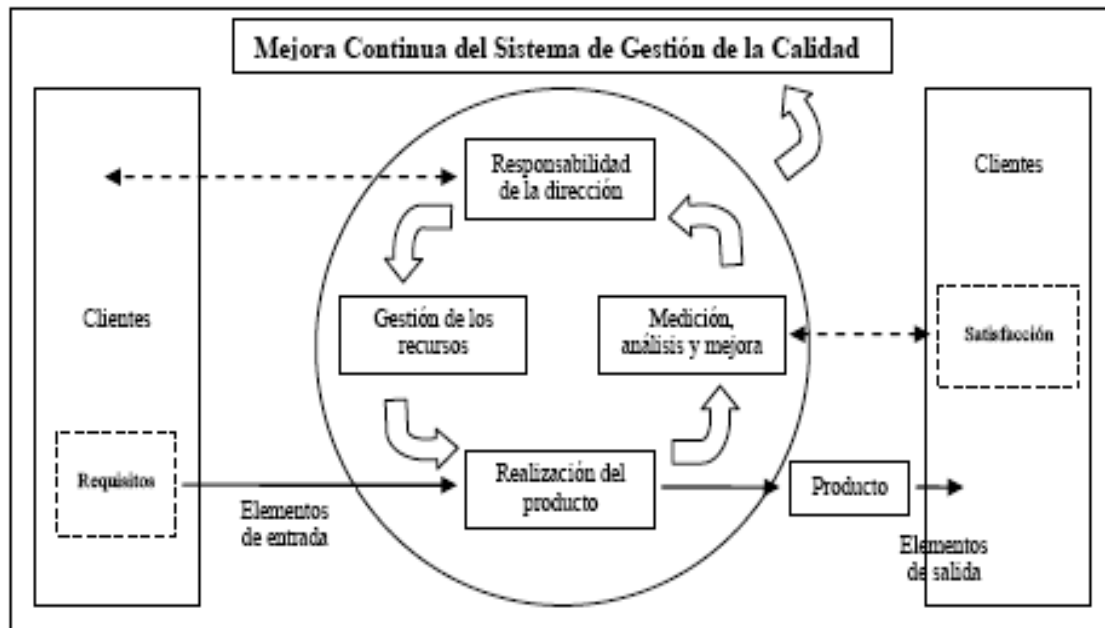 Mejora Continua del Sistema de Gestión de la Calidad
Responsabilidad
de la dirección
Clientes
Clientes
Gestión de los
recursos
Medición,
análisis y mejora
Satisfacción
Requisitos
Realización del
producto
Producto
Elementos
de entrada
Elementos
de salida